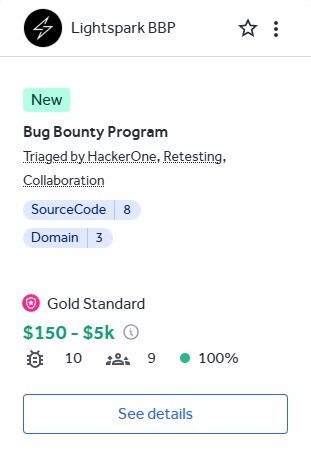 Lightspark BBP
New
Bug Bounty Program
Triaged by HackerOne, Retesting,
Collaboration
SourceCode 8
Domain 3
Gold Standard
$150 - $5k
10 9 100%
See details